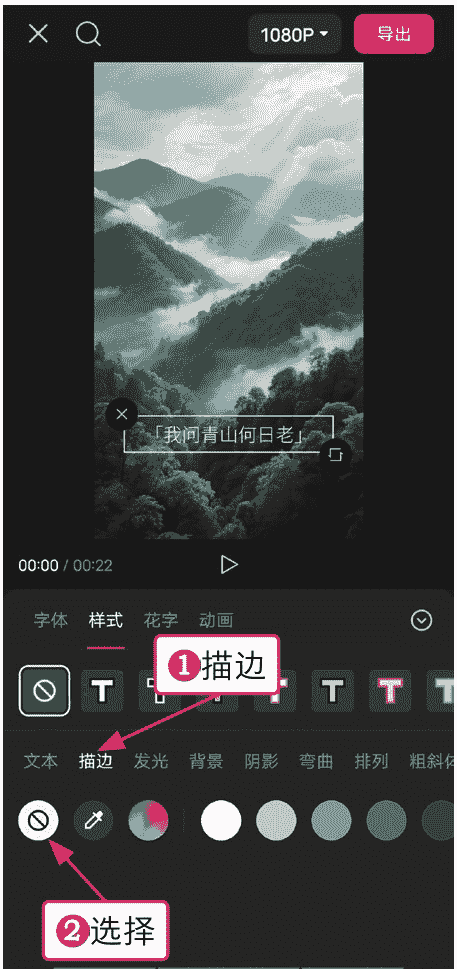 1080P
导出
「我问青山何日老」
00:00 / 00:22
字体 样式 花字 动画
❶描边
文本 描边 发光 背景 阴影 弯曲 排列 粗斜体
❷选择